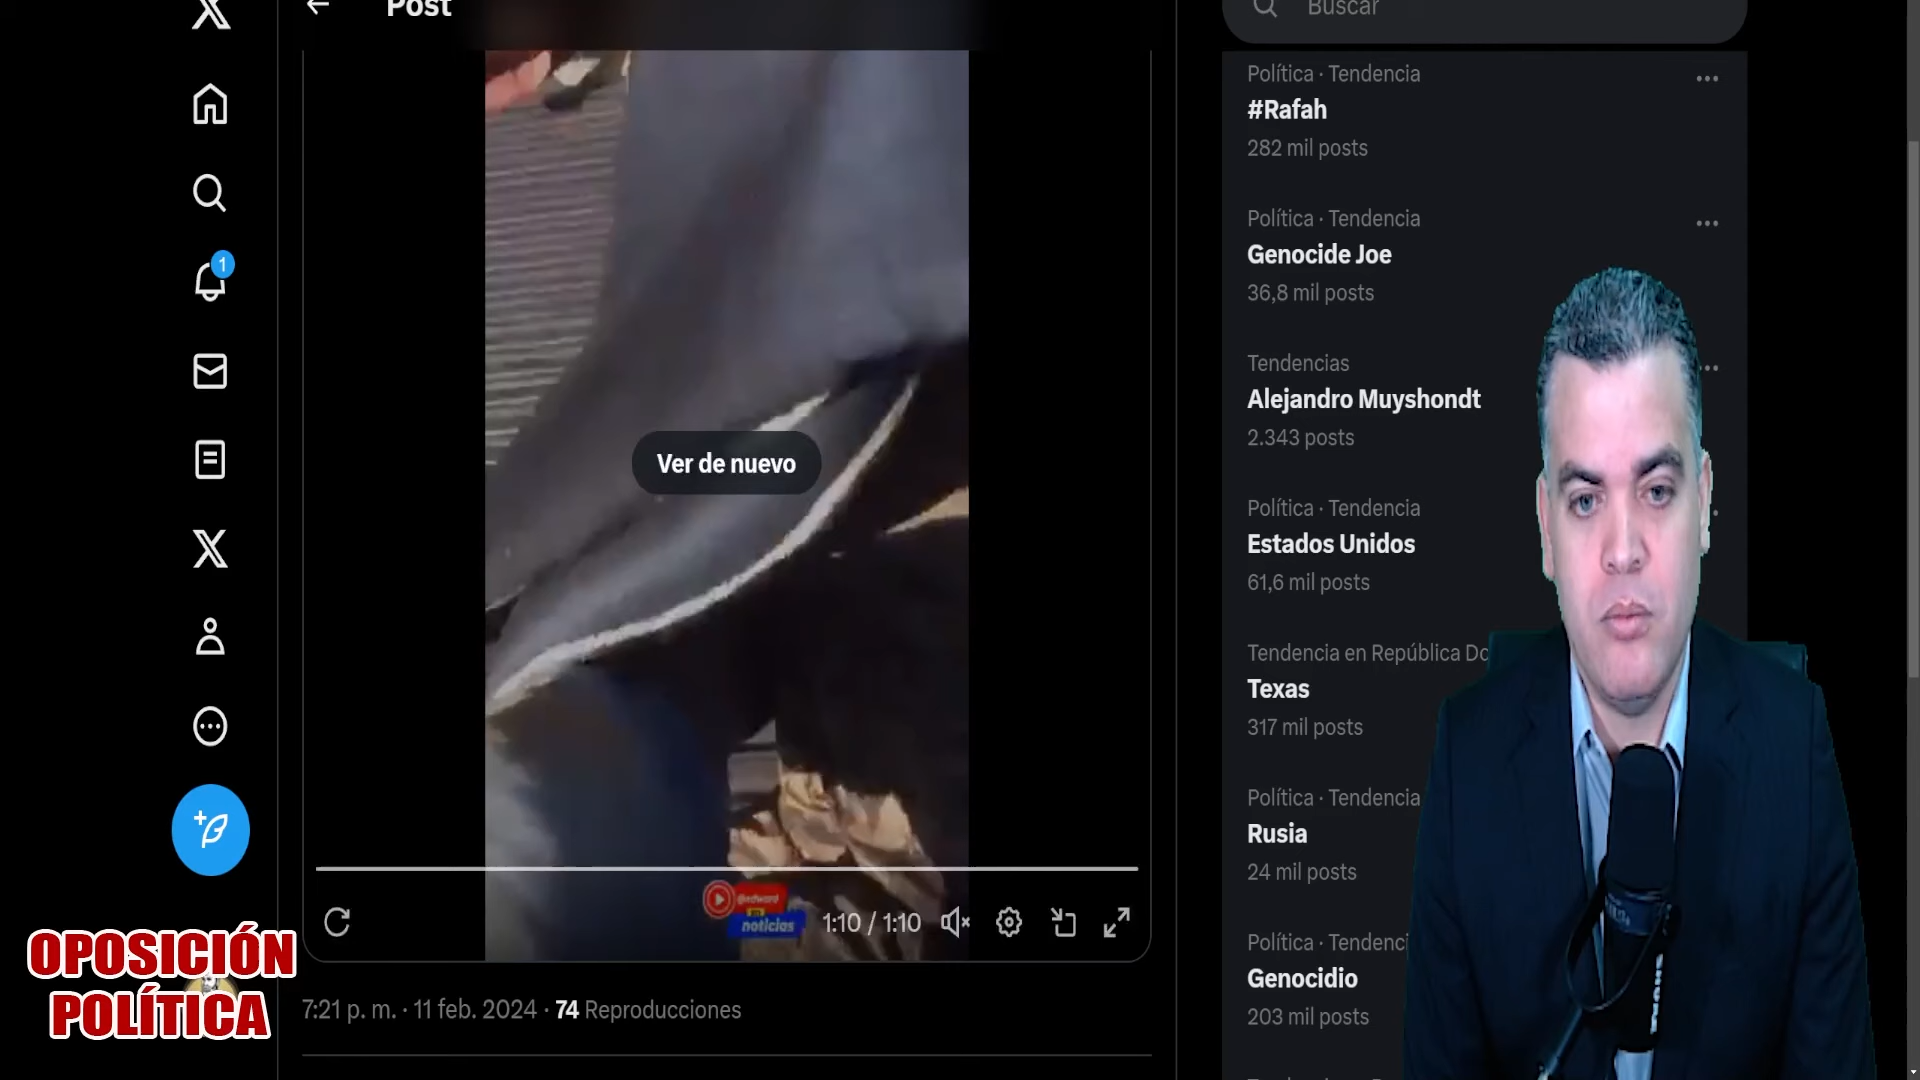 Post
1
Ver de nuevo
@edward
noticias
1:10 / 1:10
7:21 p. m. · 11 feb. 2024 · 74 Reproducciones
OPOSICIÓN
POLÍTICA
Buscar
Política · Tendencia
#Rafah
282 mil posts
Política · Tendencia
Genocide Joe
36,8 mil posts
Tendencias
Alejandro Muyshondt
2.343 posts
Política · Tendencia
Estados Unidos
61,6 mil posts
Tendencia en República Do
Texas
317 mil posts
Política · Tendencia
Rusia
24 mil posts
Política · Tendenci
Genocidio
203 mil posts